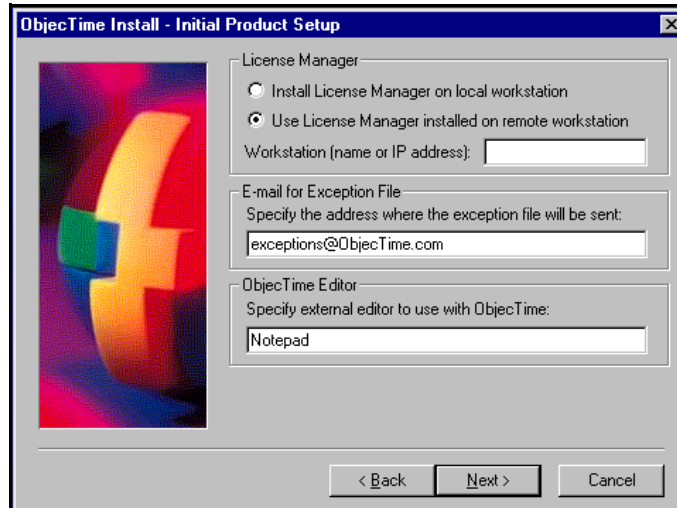 ObjecTime Install - Initial Product Setup
License Manager
Install License Manager on local workstation
Use License Manager installed on remote workstation
Workstation (name or IP address):
E-mail for Exception File
Specify the address where the exception file will be sent:
exceptions@ObjecTime.com
ObjecTime Editor
Specify external editor to use with ObjecTime:
Notepad
< Back Next > Cancel